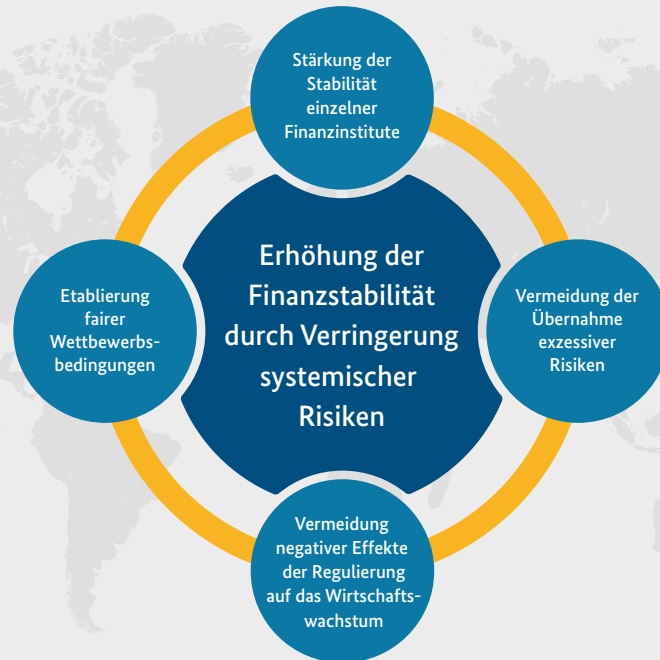 Stärkung der
Stabilität
einzelner
Finanzinstitute
Erhöhung der
Finanzstabilität
durch Verringerung
systemischer
Risiken
Etablierung
fairer
Wettbewerbs-
bedingungen
Vermeidung der
Übernahme
exzessiver
Risiken
Vermeidung
negativer Effekte
der Regulierung
auf das Wirtschafts-
wachstum